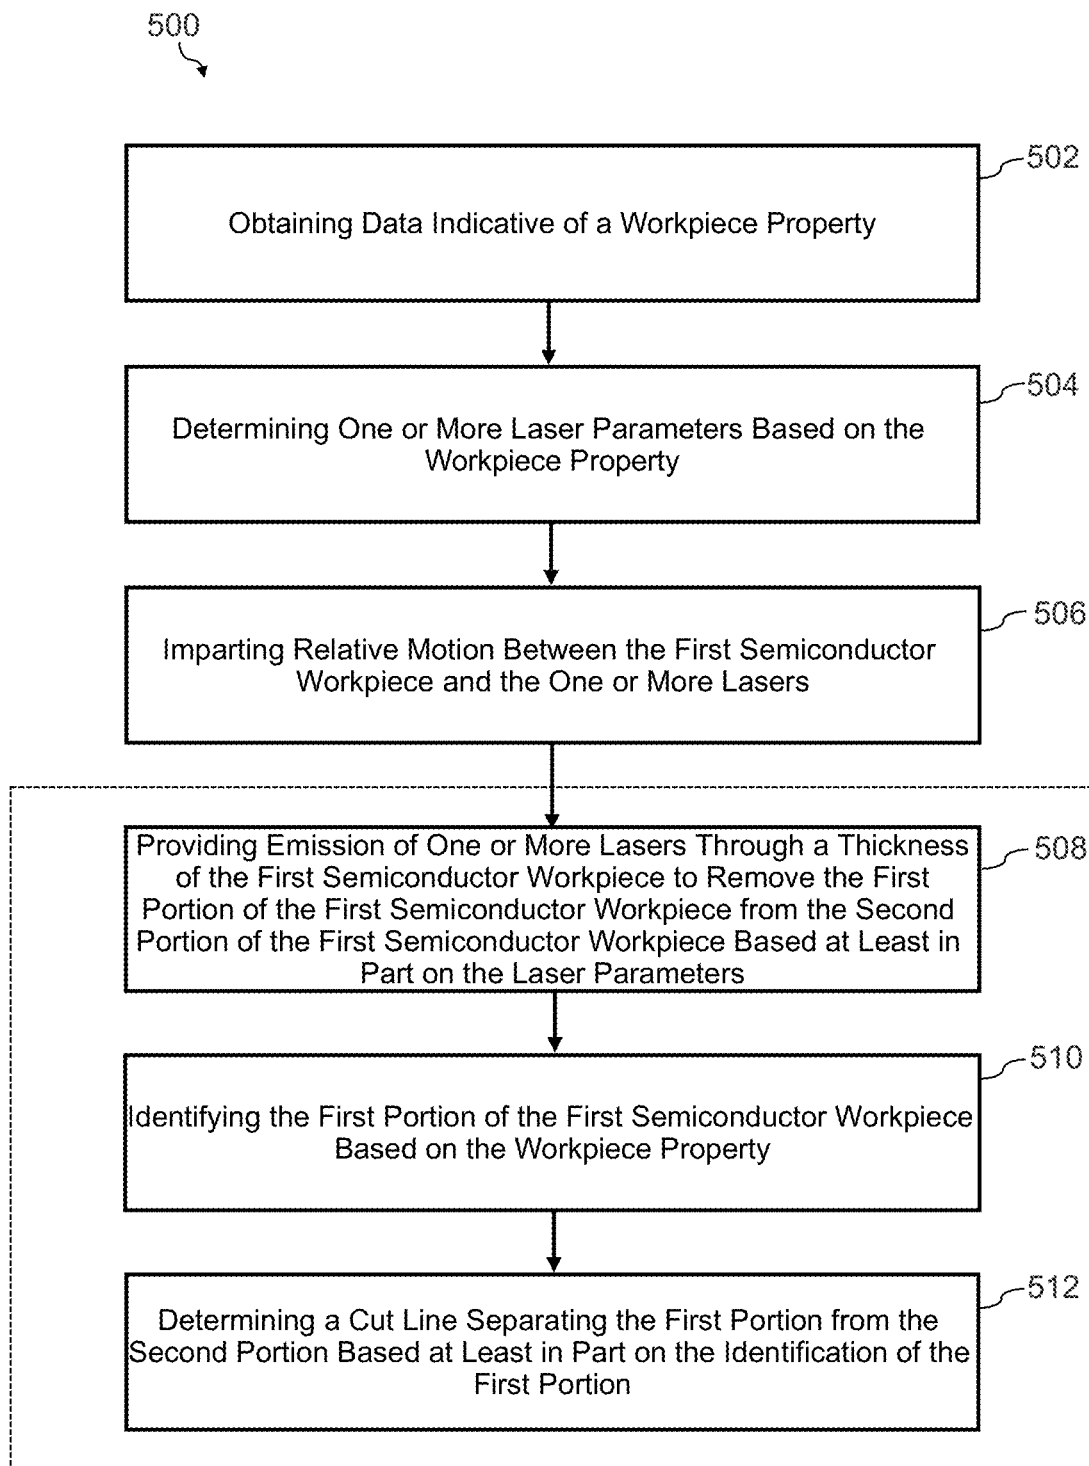 500
502
Obtaining Data Indicative of a Workpiece Property
504
Determining One or More Laser Parameters Based on the
Workpiece Property
506
Imparting Relative Motion Between the First Semiconductor
Workpiece and the One or More Lasers
508
Providing Emission of One or More Lasers Through a Thickness
of the First Semiconductor Workpiece to Remove the First
Portion of the First Semiconductor Workpiece from the Second
Portion of the First Semiconductor Workpiece Based at Least in
Part on the Laser Parameters
510
Identifying the First Portion of the First Semiconductor Workpiece
Based on the Workpiece Property
512
Determining a Cut Line Separating the First Portion from the
Second Portion Based at Least in Part on the Identification of the
First Portion